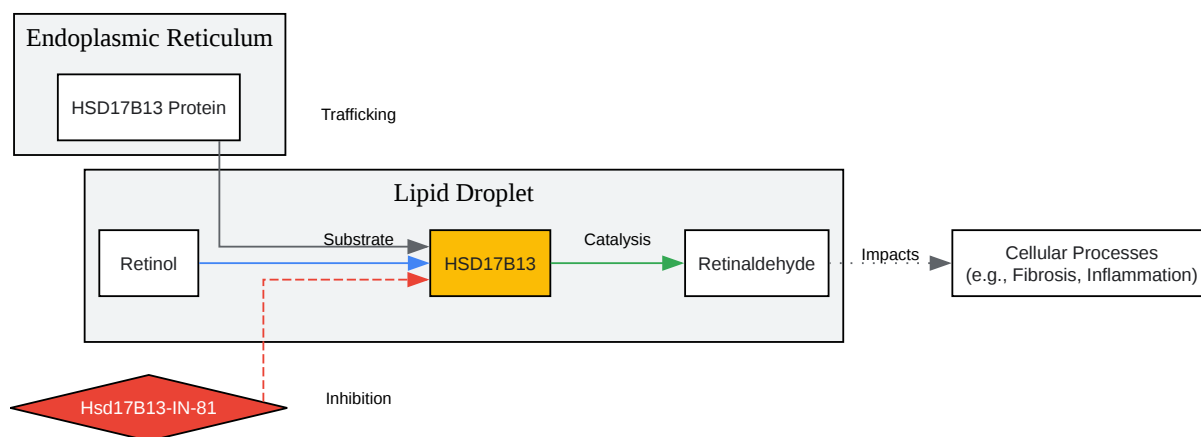 Endoplasmic Reticulum
HSD17B13 Protein
Trafficking
Lipid Droplet
Retinol
Substrate
HSD17B13
Catalysis
Retinaldehyde
Impacts
Cellular Processes
(e.g., Fibrosis, Inflammation)
Hsd17B13-IN-81
Inhibition